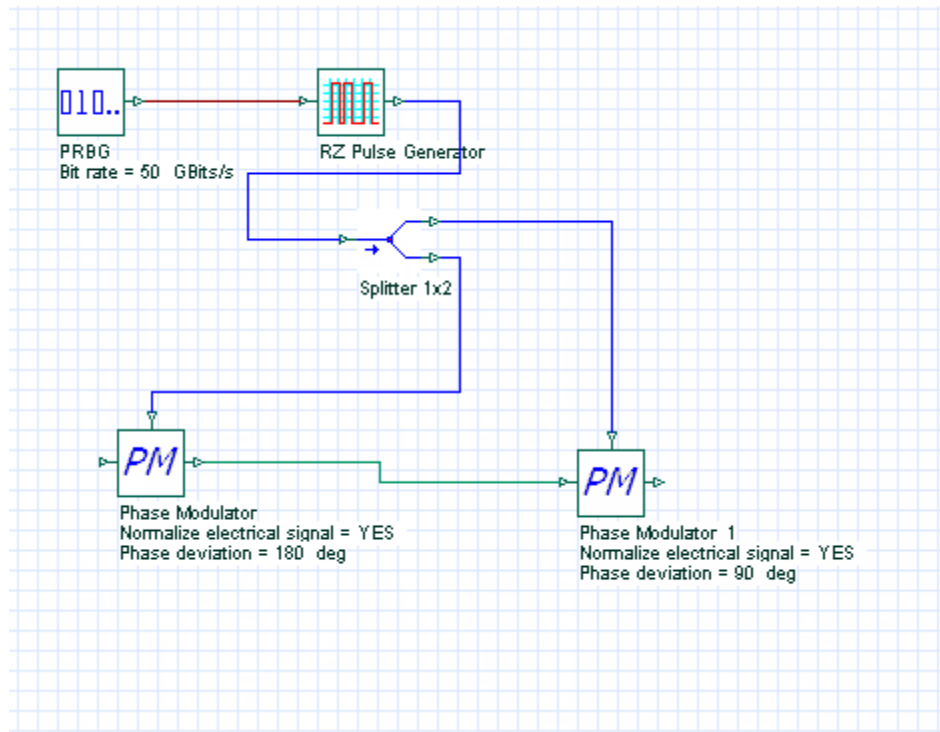 010..
PRBG
Bit rate = 50 GBits/s
RZ Pulse Generator
Splitter 1x2
PM
Phase Modulator
Normalize electrical signal = YES
Phase deviation = 180 deg
PM
Phase Modulator 1
Normalize electrical signal = YES
Phase deviation = 90 deg